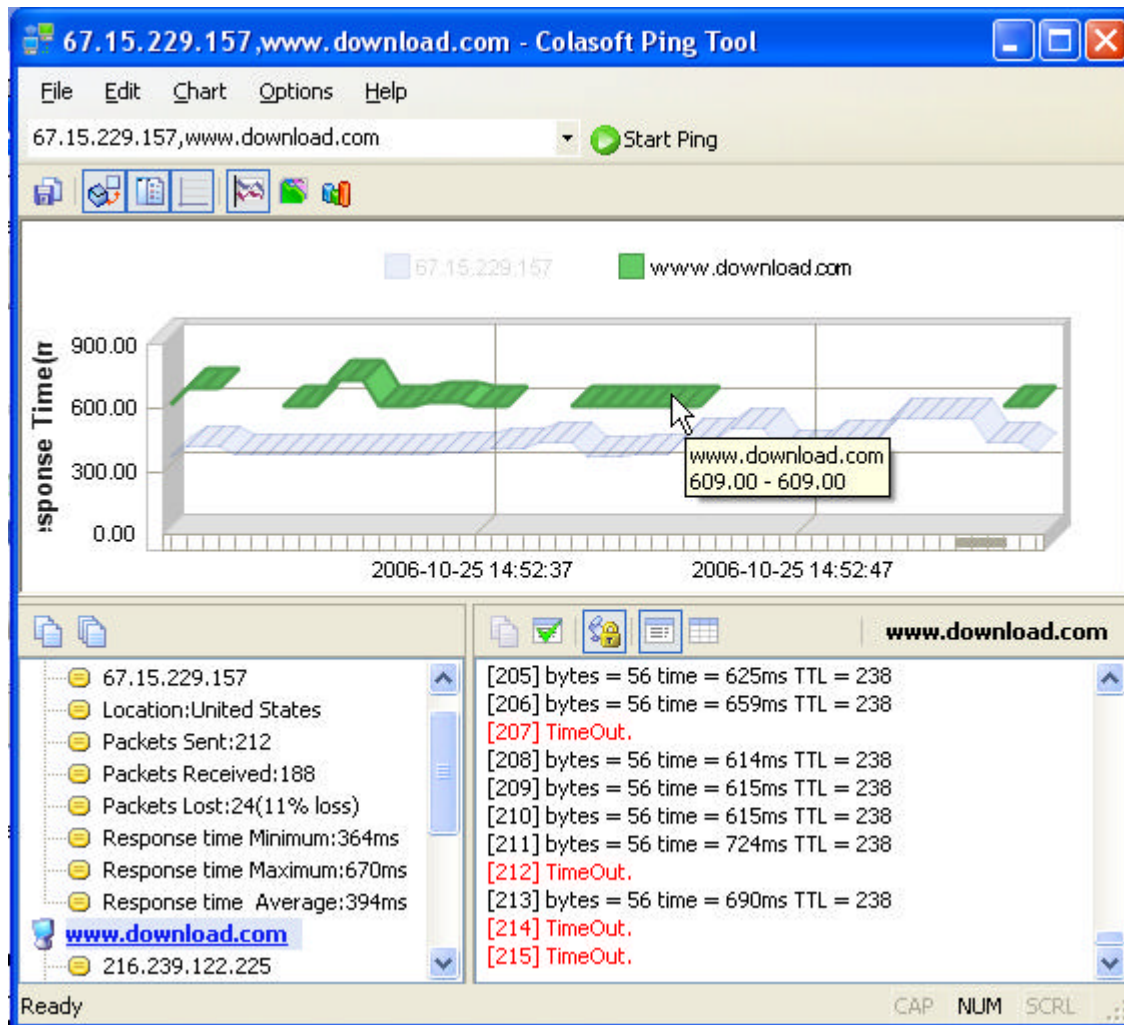 67.15.229.157,www.download.com - Colasoft Ping Tool
File Edit Chart Options Help
67.15.229.157,www.download.com Start Ping
67.15.229.157 www.download.com
sponse Time(m
900.00
600.00
300.00
0.00
www.download.com
609.00 - 609.00
2006-10-25 14:52:37 2006-10-25 14:52:47
www.download.com
67.15.229.157
Location:United States
Packets Sent:212
Packets Received:188
Packets Lost:24(11% loss)
Response time Minimum:364ms
Response time Maximum:670ms
Response time Average:394ms
www.download.com
216.239.122.225
[205] bytes = 56 time = 625ms TTL = 238
[206] bytes = 56 time = 659ms TTL = 238
[207] TimeOut.
[208] bytes = 56 time = 614ms TTL = 238
[209] bytes = 56 time = 615ms TTL = 238
[210] bytes = 56 time = 615ms TTL = 238
[211] bytes = 56 time = 724ms TTL = 238
[212] TimeOut.
[213] bytes = 56 time = 690ms TTL = 238
[214] TimeOut.
[215] TimeOut.
Ready CAP NUM SCRL